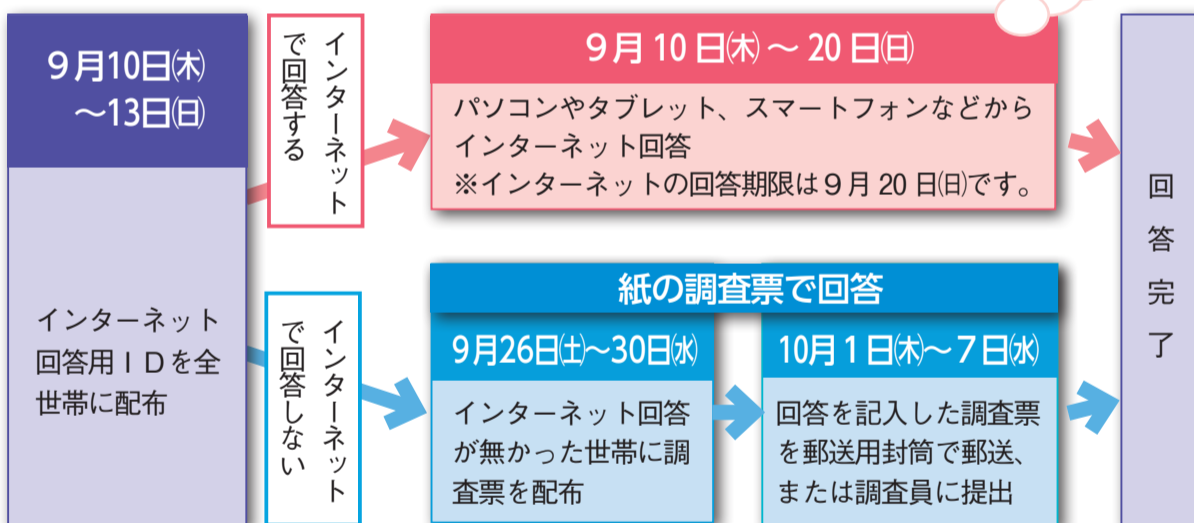 9月10日㈭
～13日㈰
インターネット
回答用ＩＤを全
世帯に配布
インターネット
で回答する
9月10日㈭～20日㈰
パソコンやタブレット、スマートフォンなどから
インターネット回答
※インターネットの回答期限は9月20日㈰です。
インターネット
で回答しない
紙の調査票で回答
9月26日㈯～30日㈬
インターネット回答
が無かった世帯に調
査票を配布
10月1日㈭～7日㈬
回答を記入した調査票
を郵送用封筒で郵送、
または調査員に提出
回答完了